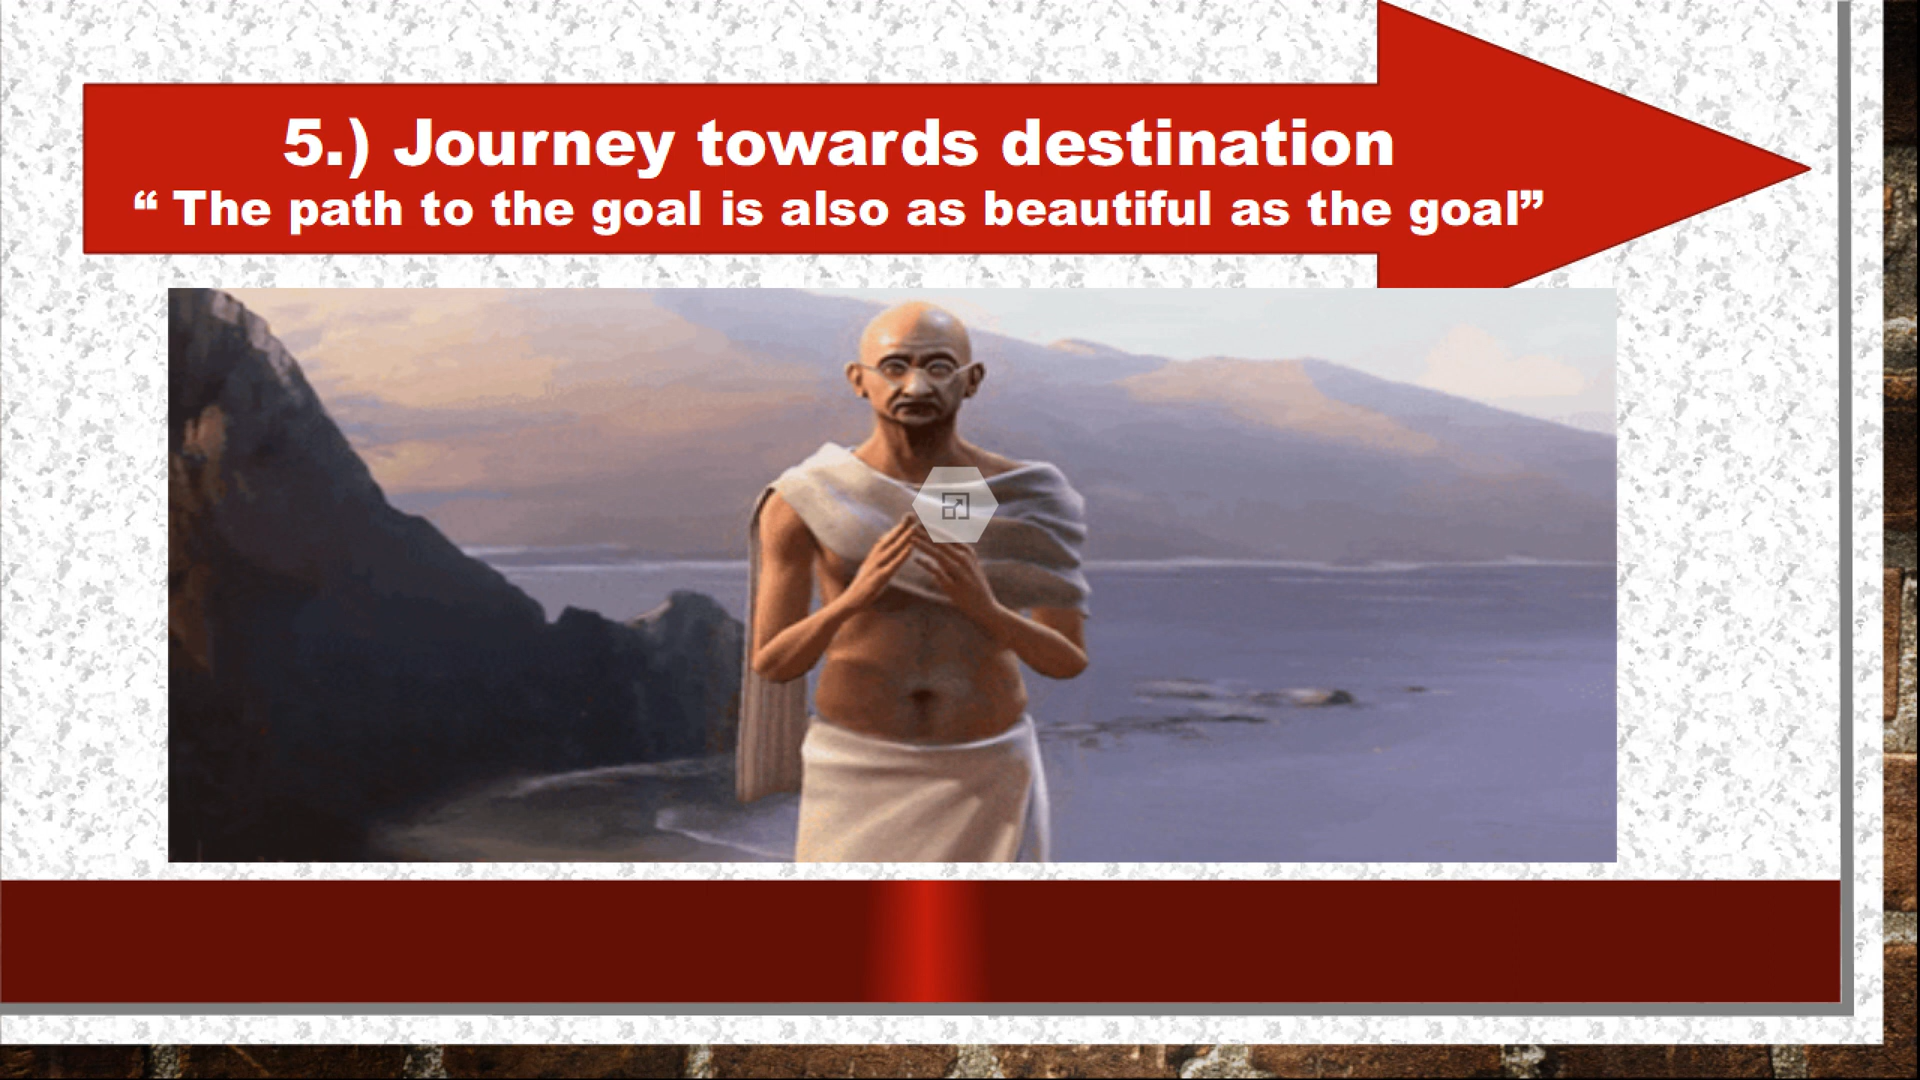 5.) Journey towards destination
“ The path to the goal is also as beautiful as the goal”